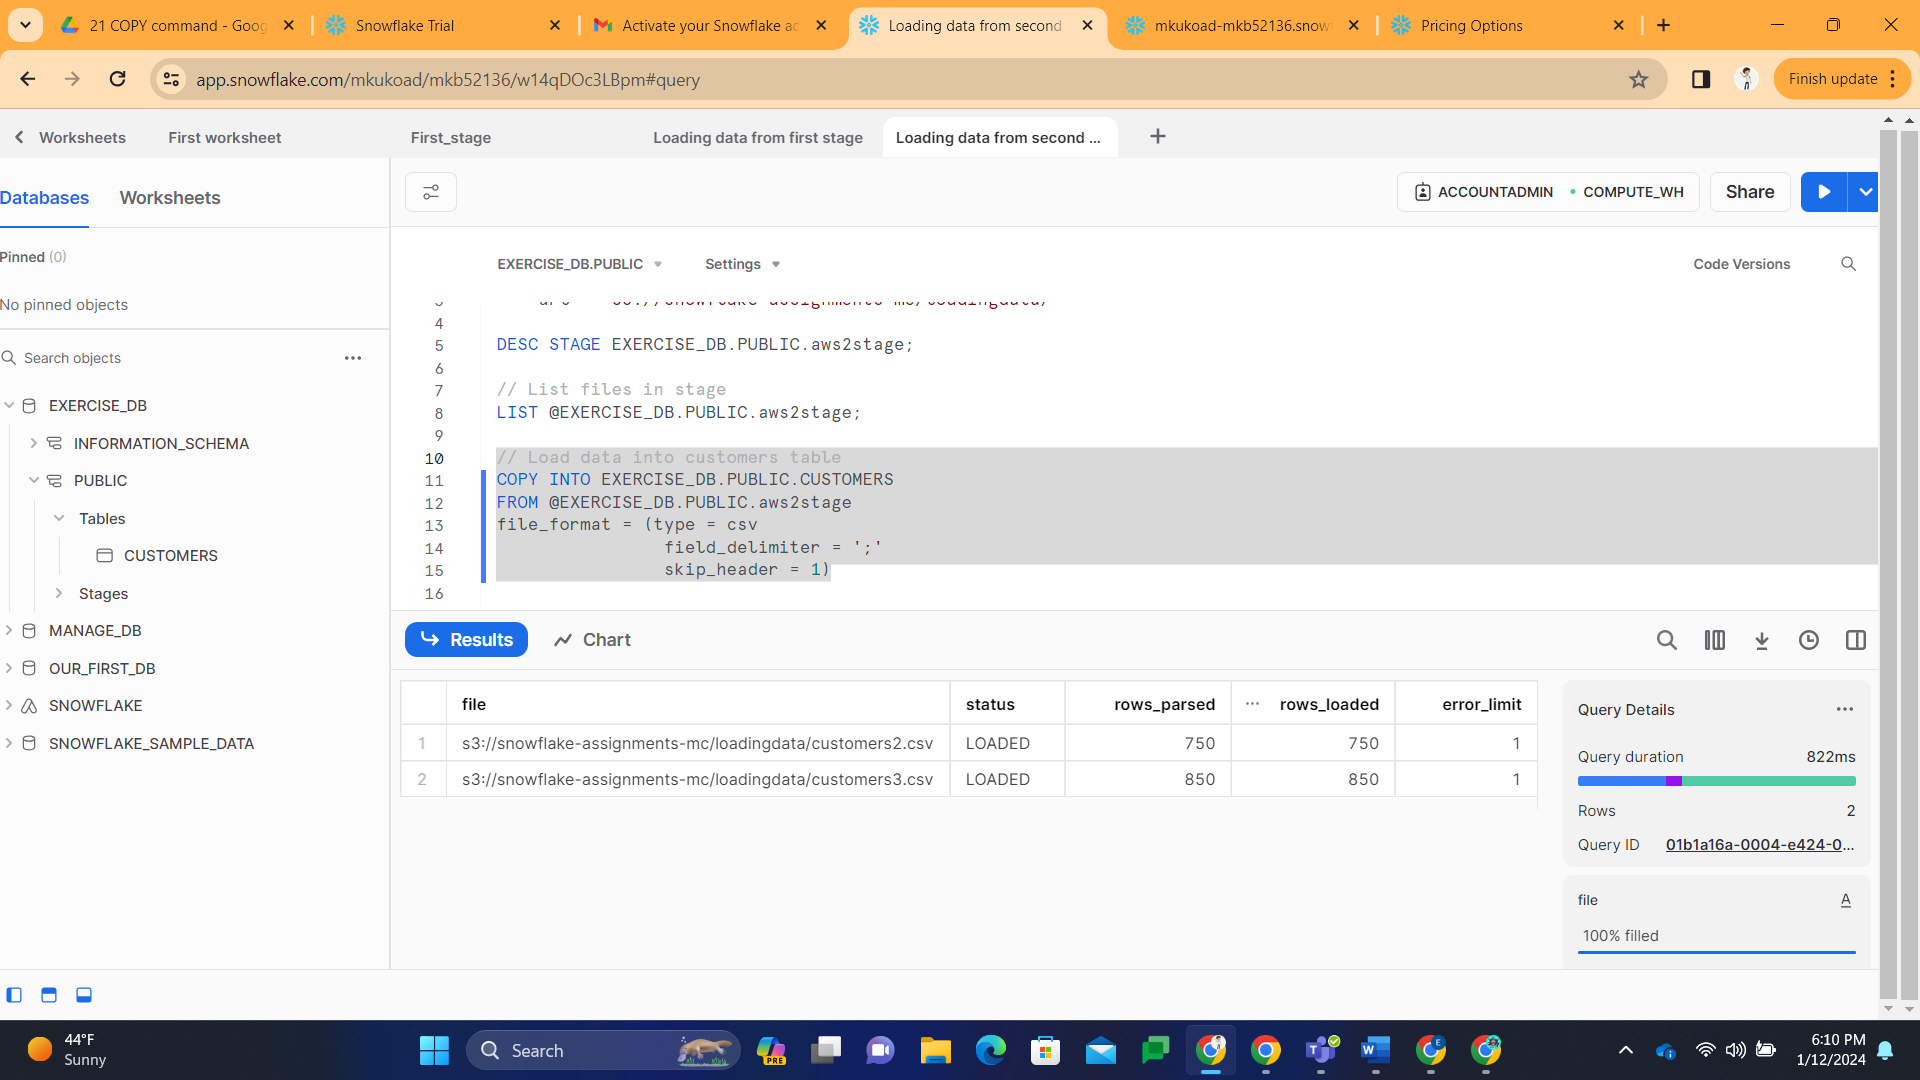 21 COPY command - Goog
Snowflake Trial
Activate your Snowflake ac
Loading data from second
mkukoad-mkb52136.snowf
Pricing Options
app.snowflake.com/mkukoad/mkb52136/w14qDOc3LBpm#query
Finish update
Worksheets
First worksheet
First_stage
Loading data from first stage
Loading data from second ...
Databases
Worksheets
ACCOUNTADMIN
COMPUTE_WH
Share
Pinned (0)
No pinned objects
Search objects
EXERCISE_DB
INFORMATION_SCHEMA
PUBLIC
Tables
CUSTOMERS
Stages
MANAGE_DB
OUR_FIRST_DB
SNOWFLAKE
SNOWFLAKE_SAMPLE_DATA
EXERCISE_DB.PUBLIC
Settings
Code Versions
4
5 DESC STAGE EXERCISE_DB.PUBLIC.aws2stage;
6
7 // List files in stage
8 LIST @EXERCISE_DB.PUBLIC.aws2stage;
9
10 // Load data into customers table
11 COPY INTO EXERCISE_DB.PUBLIC.CUSTOMERS
12 FROM @EXERCISE_DB.PUBLIC.aws2stage
13 file_format = (type = csv
14 field_delimiter = ';'
15 skip_header = 1)
16
Results
Chart
file status rows_parsed ... rows_loaded error_limit
1 s3://snowflake-assignments-mc/loadingdata/customers2.csv LOADED 750 750 1
2 s3://snowflake-assignments-mc/loadingdata/customers3.csv LOADED 850 850 1
Query Details
Query duration 822ms
Rows 2
Query ID 01b1a16a-0004-e424-0...
file A
100% filled
44°F
Sunny
Search
PRE
6:10 PM
1/12/2024